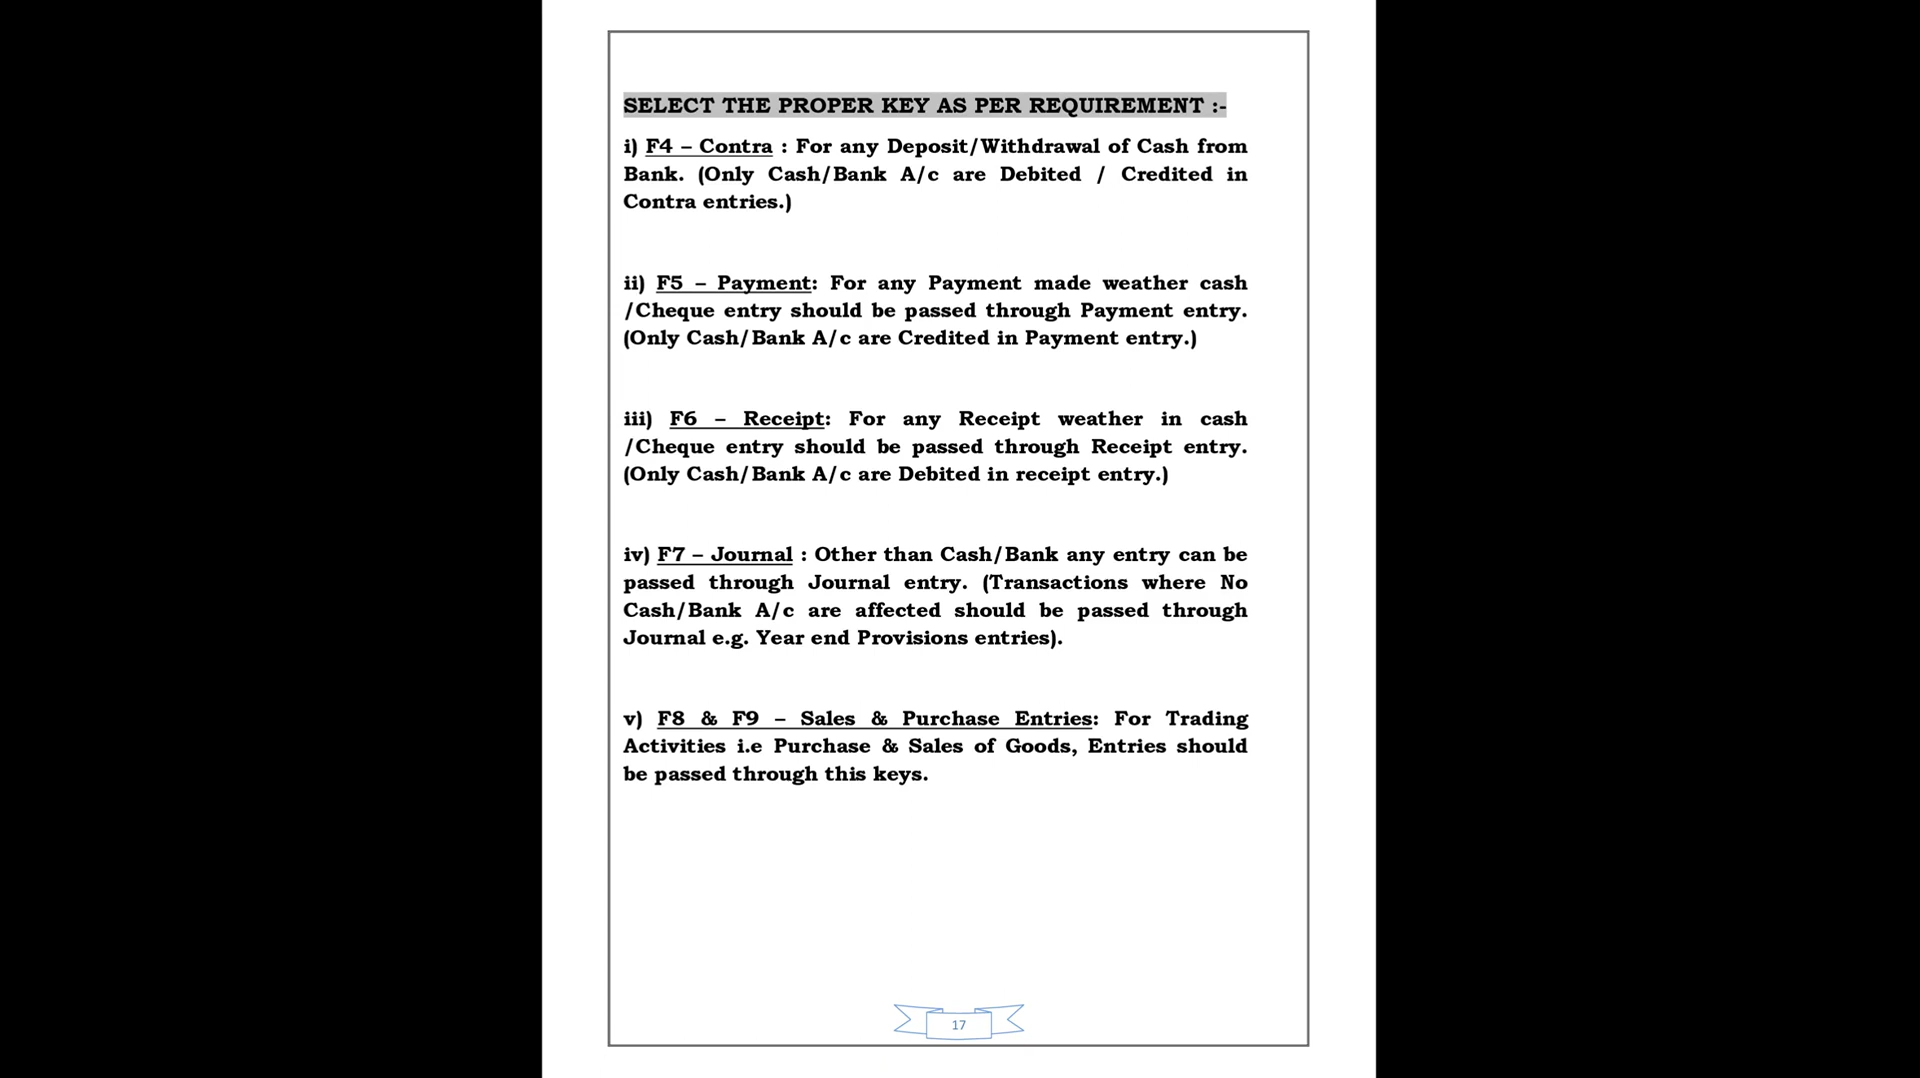 SELECT THE PROPER KEY AS PER REQUIREMENT :-
i) F4 – Contra : For any Deposit/Withdrawal of Cash from
Bank. (Only Cash/Bank A/c are Debited / Credited in
Contra entries.)
ii) F5 – Payment: For any Payment made weather cash
/Cheque entry should be passed through Payment entry.
(Only Cash/Bank A/c are Credited in Payment entry.)
iii) F6 – Receipt: For any Receipt weather in cash
/Cheque entry should be passed through Receipt entry.
(Only Cash/Bank A/c are Debited in receipt entry.)
iv) F7 – Journal : Other than Cash/Bank any entry can be
passed through Journal entry. (Transactions where No
Cash/Bank A/c are affected should be passed through
Journal e.g. Year end Provisions entries).
v) F8 & F9 – Sales & Purchase Entries: For Trading
Activities i.e Purchase & Sales of Goods, Entries should
be passed through this keys.
17